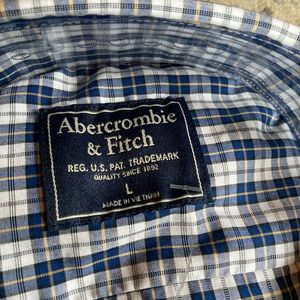 Abercrombie
& Fitch
REG. U.S. PAT. TRADEMARK
QUALITY SINCE 1892
L
MADE IN VIETNAM